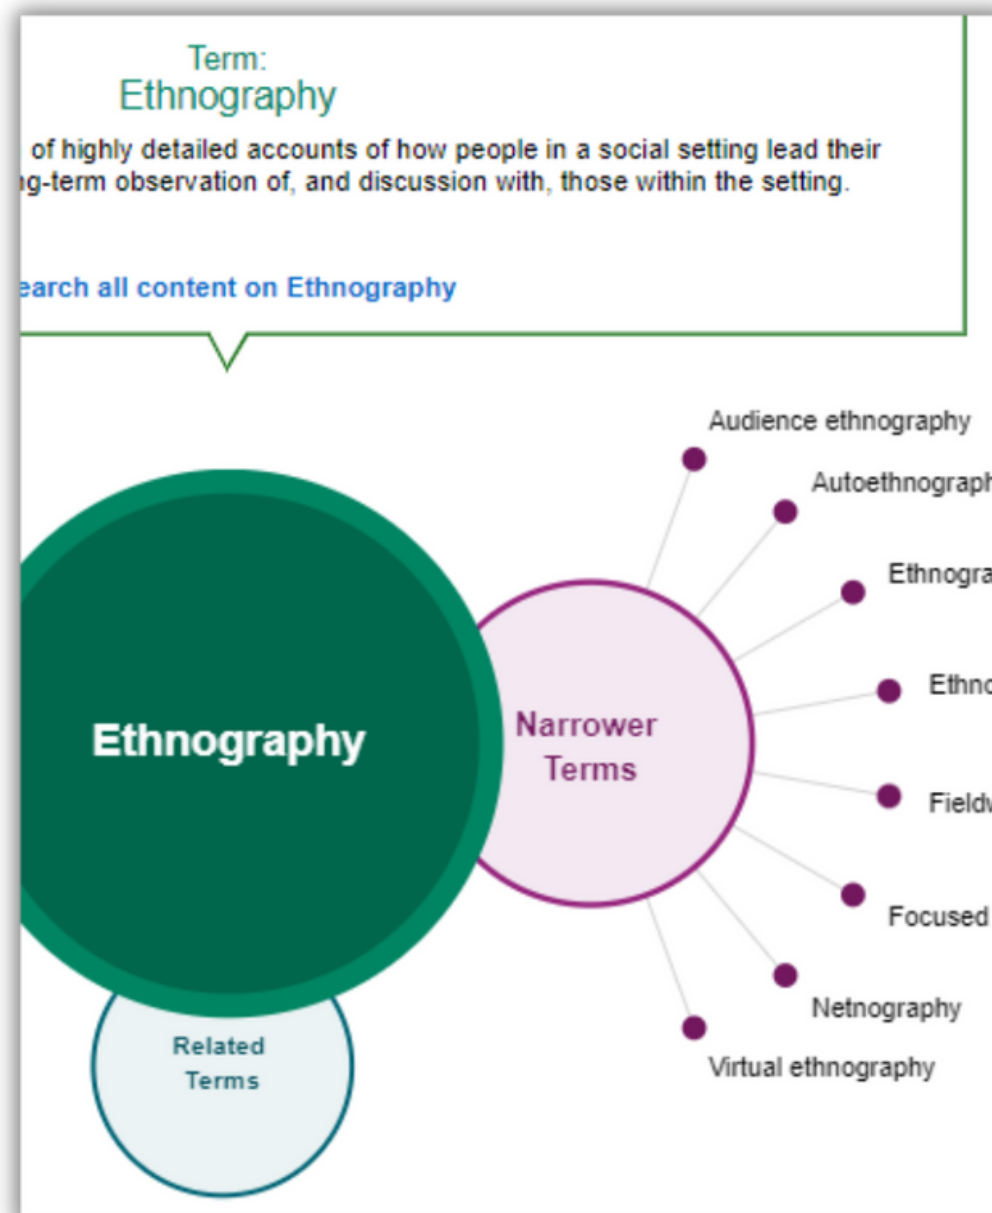 Term:
Ethnography
of highly detailed accounts of how people in a social setting lead their
ng-term observation of, and discussion with, those within the setting.
earch all content on Ethnography
Audience ethnography
Autoethnograph
Ethnogra
Ethno
Fieldw
Focused
Netnography
Virtual ethnography
Ethnography
Narrower
Terms
Related
Terms